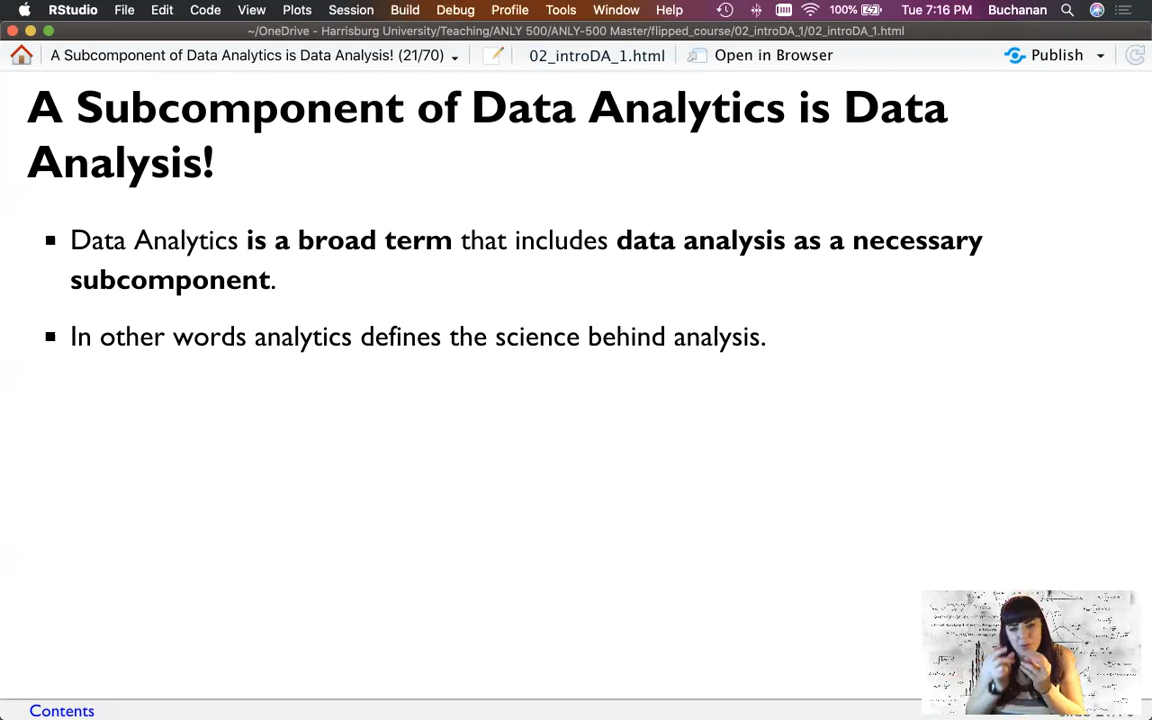 RStudio File Edit Code View Plots Session Build Debug Profile Tools Window Help 100% Tue 7:16 PM Buchanan
~/OneDrive - Harrisburg University/Teaching/ANLY 500/ANLY-500 Master/flipped_course/02_introDA_1/02_introDA_1.html
A Subcomponent of Data Analytics is Data Analysis! (21/70) 02_introDA_1.html Open in Browser Publish
A Subcomponent of Data Analytics is Data
Analysis!
Data Analytics is a broad term that includes data analysis as a necessary
subcomponent.
In other words analytics defines the science behind analysis.
Contents